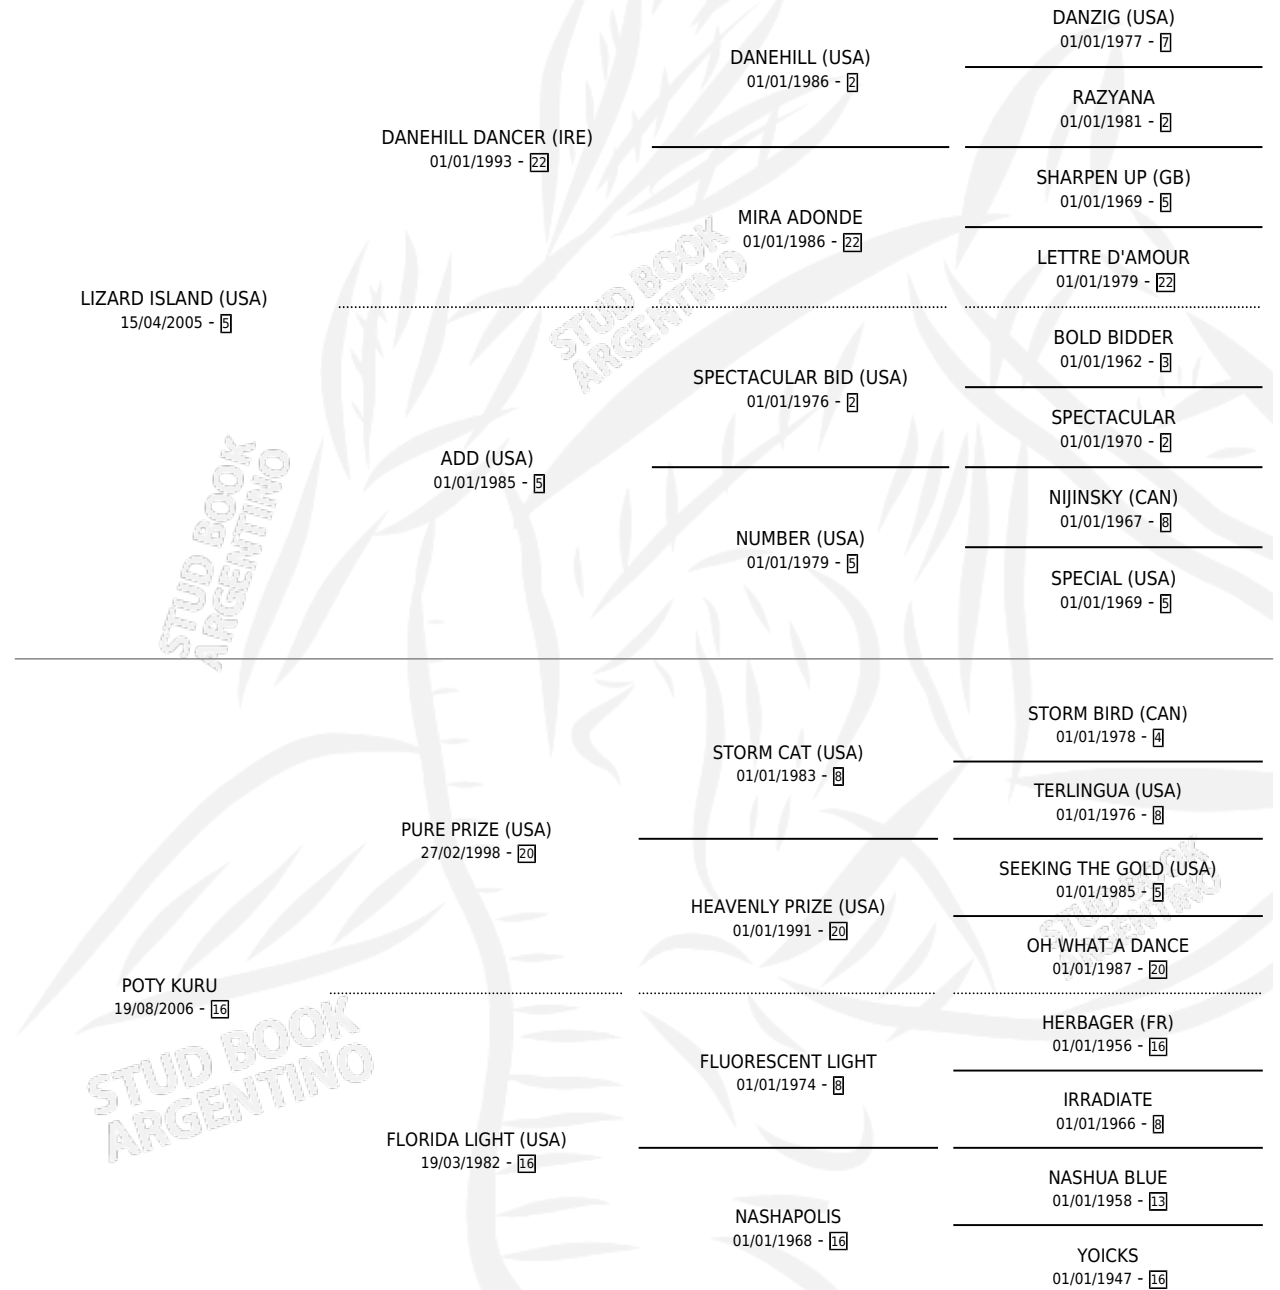 DANZIG (USA)
01/01/1977 - 7
DANEHILL (USA)
01/01/1986 - 2
RAZYANA
01/01/1981 - 2
DANEHILL DANCER (IRE)
01/01/1993 - 22
SHARPEN UP (GB)
01/01/1969 - 5
MIRA ADONDE
01/01/1986 - 22
LETTRE D'AMOUR
01/01/1979 - 22
LIZARD ISLAND (USA)
15/04/2005 - 5
STUD BOOK
ARGENTINO
BOLD BIDDER
01/01/1962 - 3
SPECTACULAR BID (USA)
01/01/1976 - 2
SPECTACULAR
01/01/1970 - 2
ADD (USA)
01/01/1985 - 5
NIJINSKY (CAN)
01/01/1967 - 8
NUMBER (USA)
01/01/1979 - 5
SPECIAL (USA)
01/01/1969 - 5
STUD BOOK
ARGENTINO
STORM BIRD (CAN)
01/01/1978 - 4
STORM CAT (USA)
01/01/1983 - 8
TERLINGUA (USA)
01/01/1976 - 8
PURE PRIZE (USA)
27/02/1998 - 20
SEEKING THE GOLD (USA)
01/01/1985 - 5
HEAVENLY PRIZE (USA)
01/01/1991 - 20
STUD BOOK
ARGENTINO
OH WHAT A DANCE
01/01/1987 - 20
POTY KURU
19/08/2006 - 16
STUD BOOK
ARGENTINO
HERBAGER (FR)
01/01/1956 - 16
FLUORESCENT LIGHT
01/01/1974 - 8
IRRADIATE
01/01/1966 - 8
FLORIDA LIGHT (USA)
19/03/1982 - 16
NASHUA BLUE
01/01/1958 - 13
NASHAPOLIS
01/01/1968 - 16
YOICKS
01/01/1947 - 16